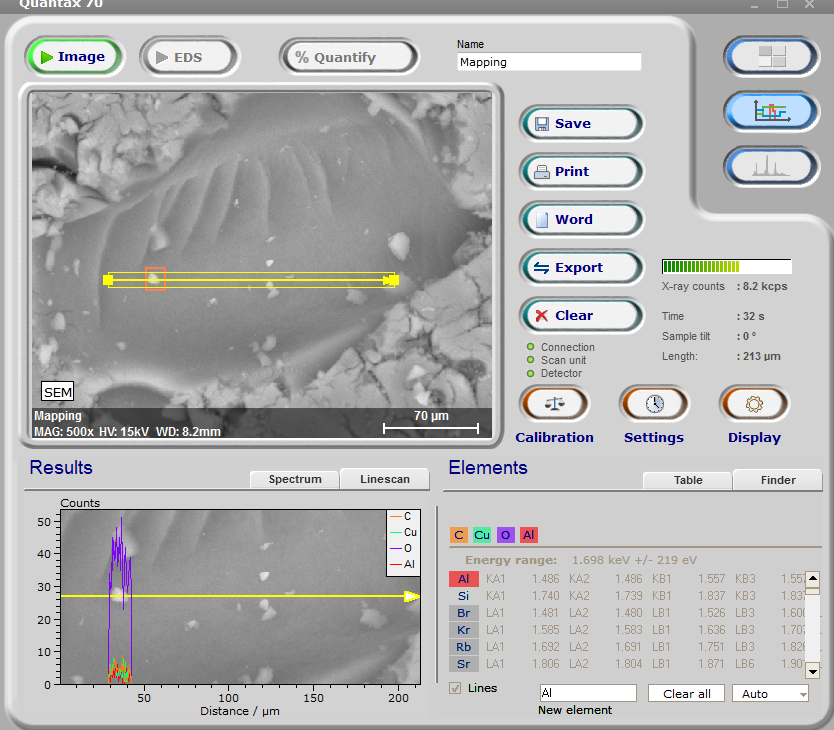 Quantax 70
Image
EDS
% Quantify
Name
Mapping
Save
Print
Word
Export
Clear
X-ray counts : 8.2 kcps
Time : 32 s
Sample tilt : 0 °
Length: : 213 µm
Connection
Scan unit
Detector
SEM
Mapping
MAG: 500x HV: 15kV WD: 8.2mm
70 µm
Calibration
Settings
Display
Results
Spectrum
Linescan
Counts
50
40
30
20
10
0
C
Cu
O
Al
50 100 150 200
Distance / µm
Elements
Table
Finder
C Cu O Al
Energy range: 1.698 keV +/- 219 eV
Al KA1 1.486 KA2 1.486 KB1 1.557 KB3 1.557
Si KA1 1.740 KA2 1.739 KB1 1.837 KB3 1.837
Br LA1 1.481 LA2 1.480 LB1 1.526 LB3
Kr LA1 1.585 LA2 1.583 LB1 1.636 LB3
Rb LA1 1.692 LA2 1.691 LB1 1.751 LB3
Sr LA1 1.806 LA2 1.804 LB1 1.871 LB6
Lines
Al
Clear all
Auto
New element